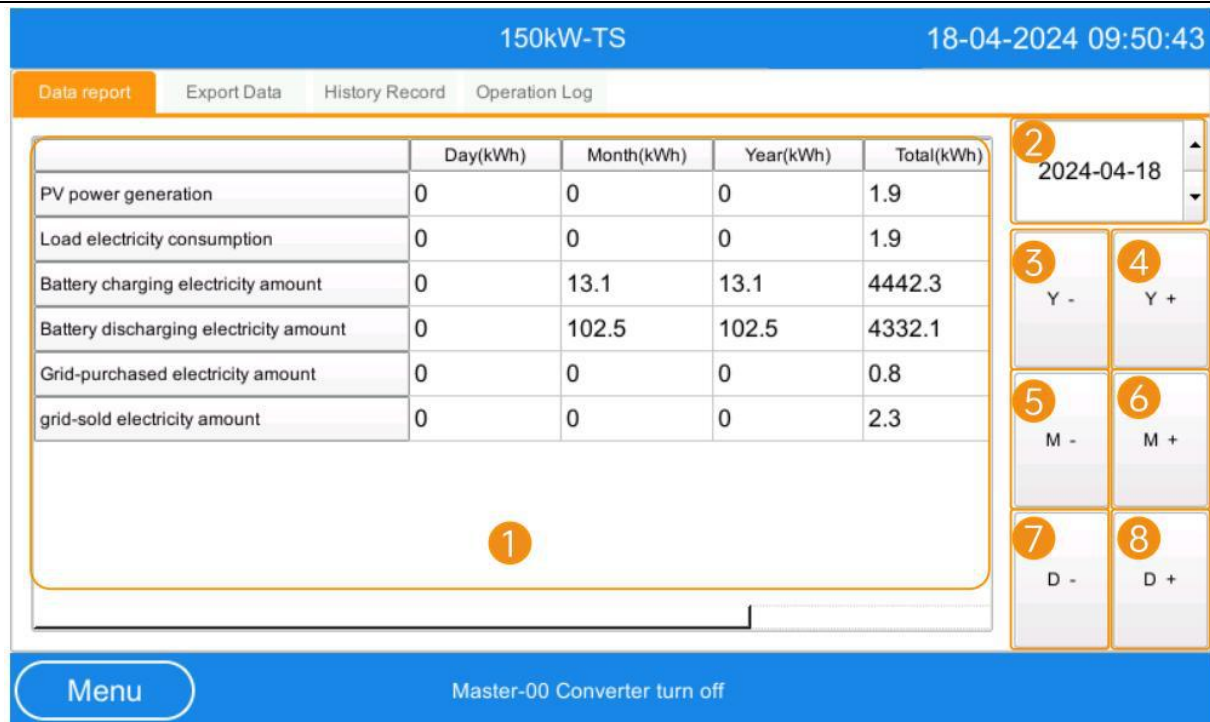 150kW-TS 18-04-2024 09:50:43
Data report Export Data History Record Operation Log
Day(kWh) Month(kWh) Year(kWh) Total(kWh)
PV power generation 0 0 0 1.9
Load electricity consumption 0 0 0 1.9
Battery charging electricity amount 0 13.1 13.1 4442.3
Battery discharging electricity amount 0 102.5 102.5 4332.1
Grid-purchased electricity amount 0 0 0 0.8
grid-sold electricity amount 0 0 0 2.3
1
2
2024-04-18
3 4
Y - Y +
5 6
M - M +
7 8
D - D +
Menu Master-00 Converter turn off